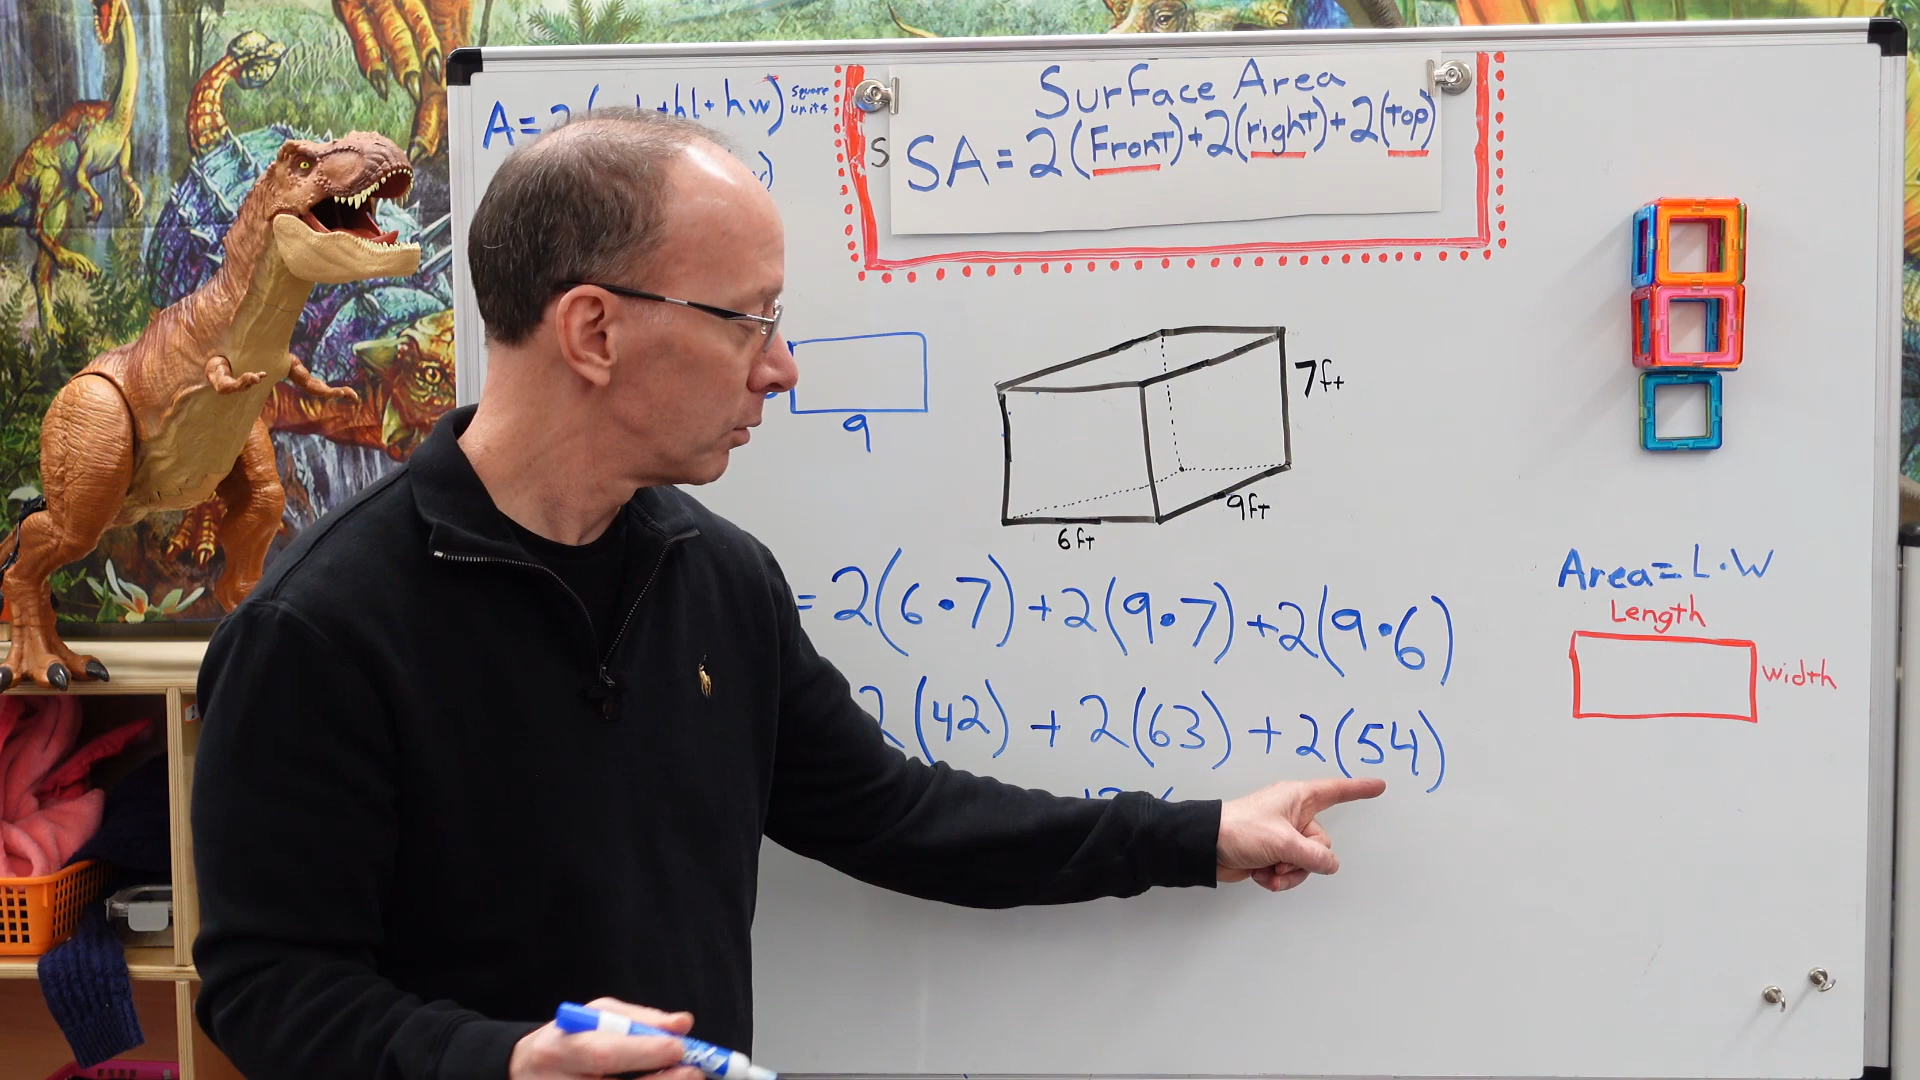 A=2( hl+hw) square units
Surface Area
S
SA=2(Front)+2(right)+2(top)
9
7ft
9ft
6ft
=2(6•7)+2(9•7)+2(9•6)
2(42)+2(63)+2(54)
Area=L•W
Length
width